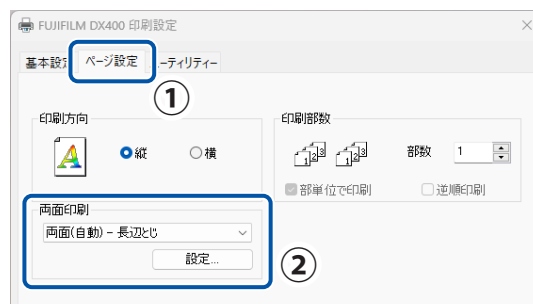 FUJIFILM DX400 印刷設定
基本設定 ページ設定 ーティリティー
①
印刷方向
縦 横
印刷部数
部数 1
部単位で印刷 逆順印刷
両面印刷
両面(自動) - 長辺とじ
設定...
②